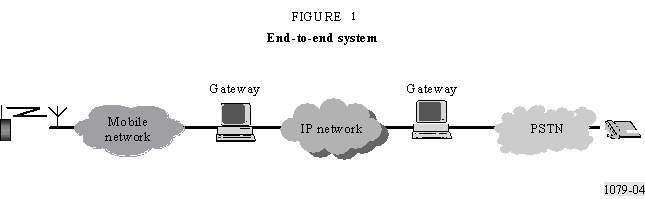 FIGURE 1
End-to-end system
Gateway
Gateway
Mobile
network
IP network
PSTN
1079-04